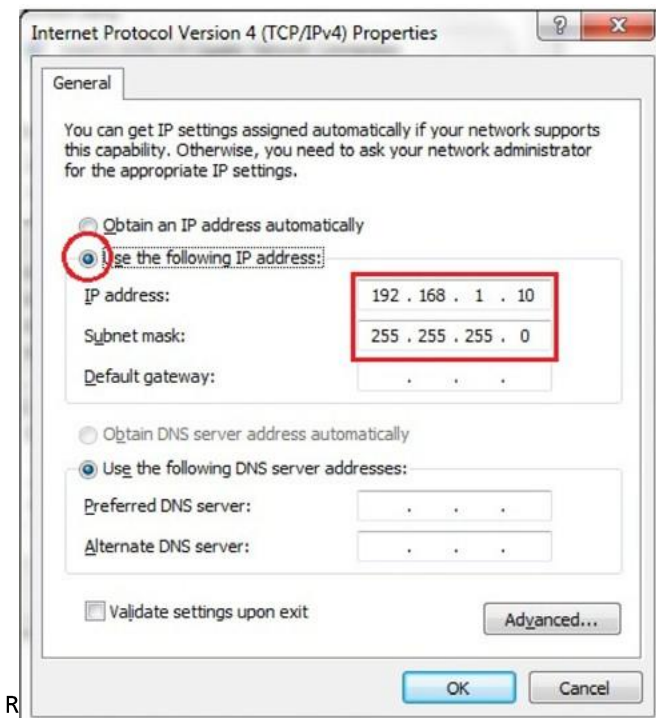 Internet Protocol Version 4 (TCP/IPv4) Properties
General
You can get IP settings assigned automatically if your network supports
this capability. Otherwise, you need to ask your network administrator
for the appropriate IP settings.
Obtain an IP address automatically
Use the following IP address:
IP address: 192 . 168 . 1 . 10
Subnet mask: 255 . 255 . 255 . 0
Default gateway: . . .
Obtain DNS server address automatically
Use the following DNS server addresses:
Preferred DNS server: . . .
Alternate DNS server: . . .
Validate settings upon exit
Advanced...
OK Cancel
R